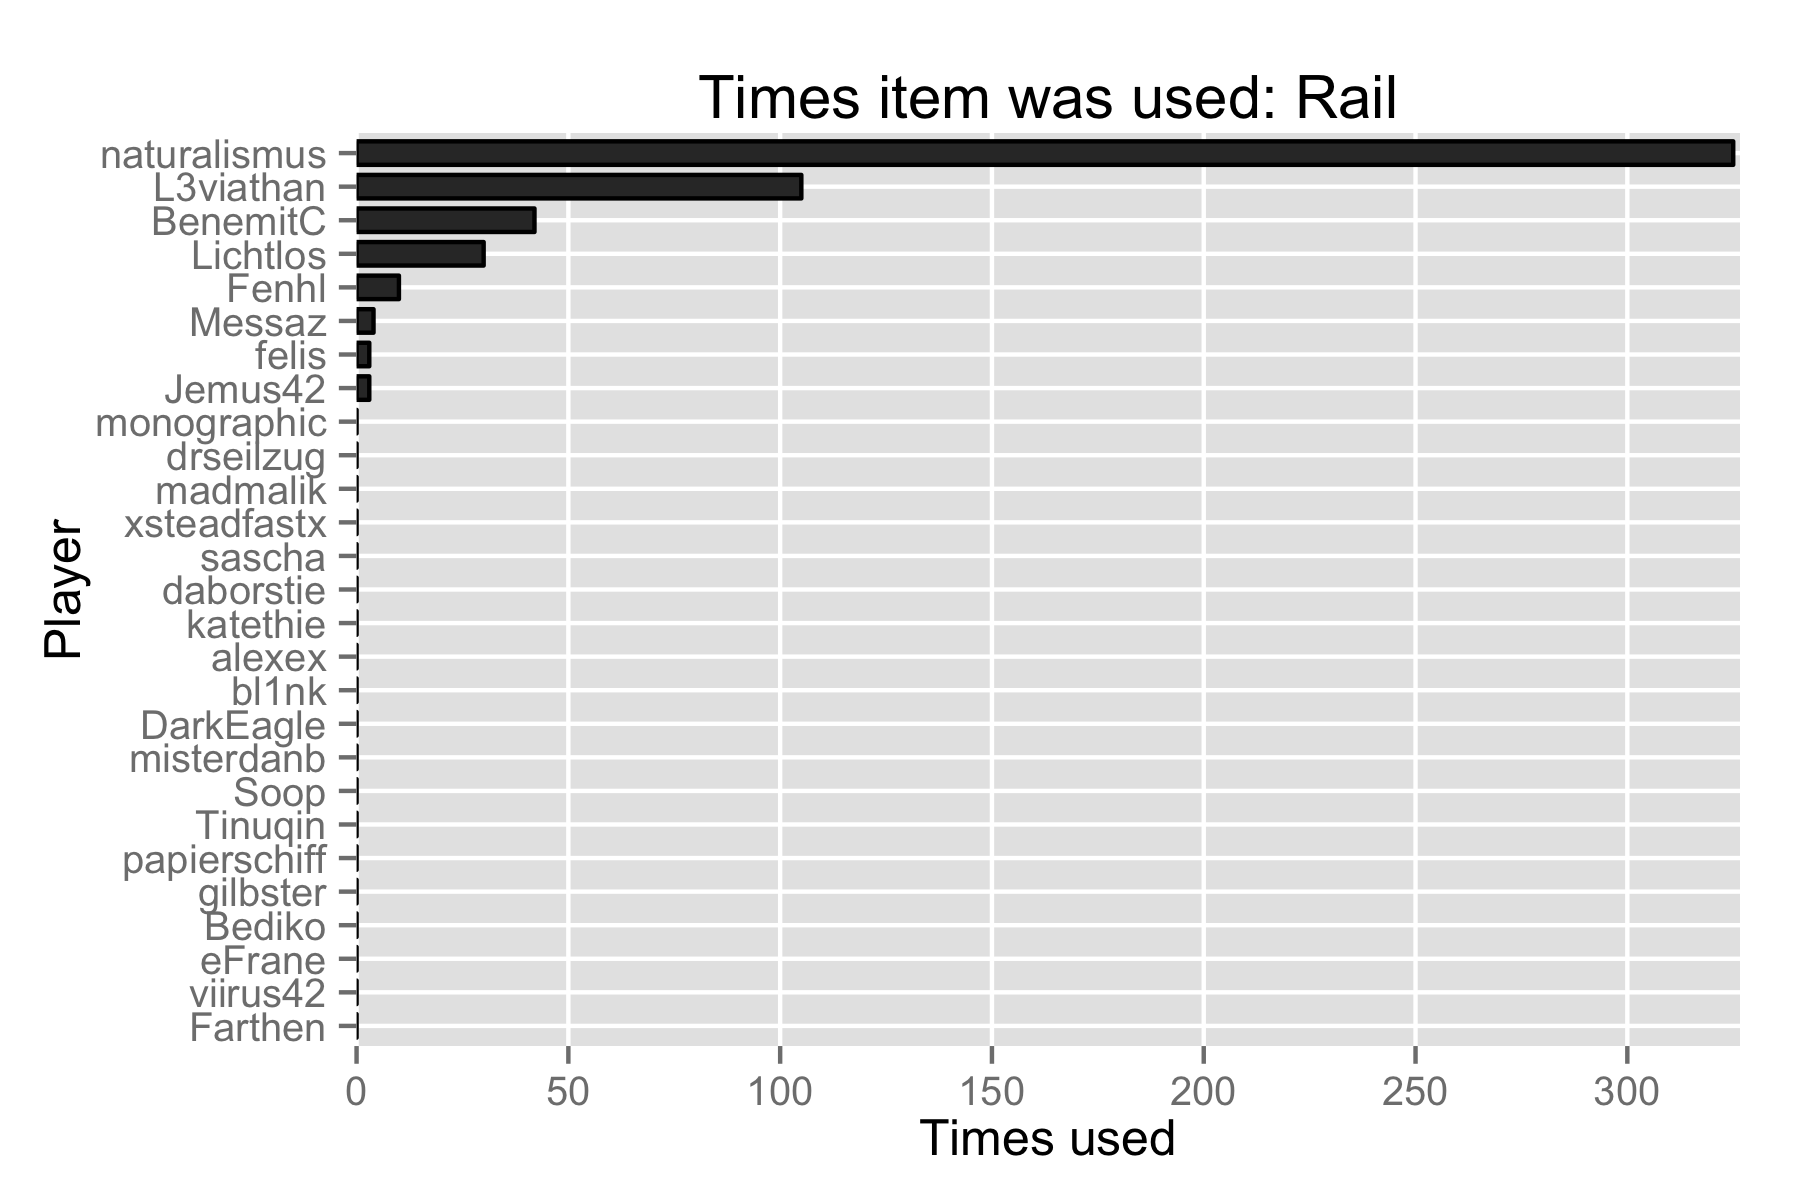 Times item was used: Rail
naturalismus
L3viathan
BenemitC
Lichtlos
Fenhl
Messaz
felis
Jemus42
monographic
drseilzug
madmalik
xsteadfastx
sascha
daborstie
katethie
alexex
bl1nk
DarkEagle
misterdanb
Soop
Tinuqin
papierschiff
gilbster
Bediko
eFrane
viirus42
Farthen
Player
0 50 100 150 200 250 300
Times used